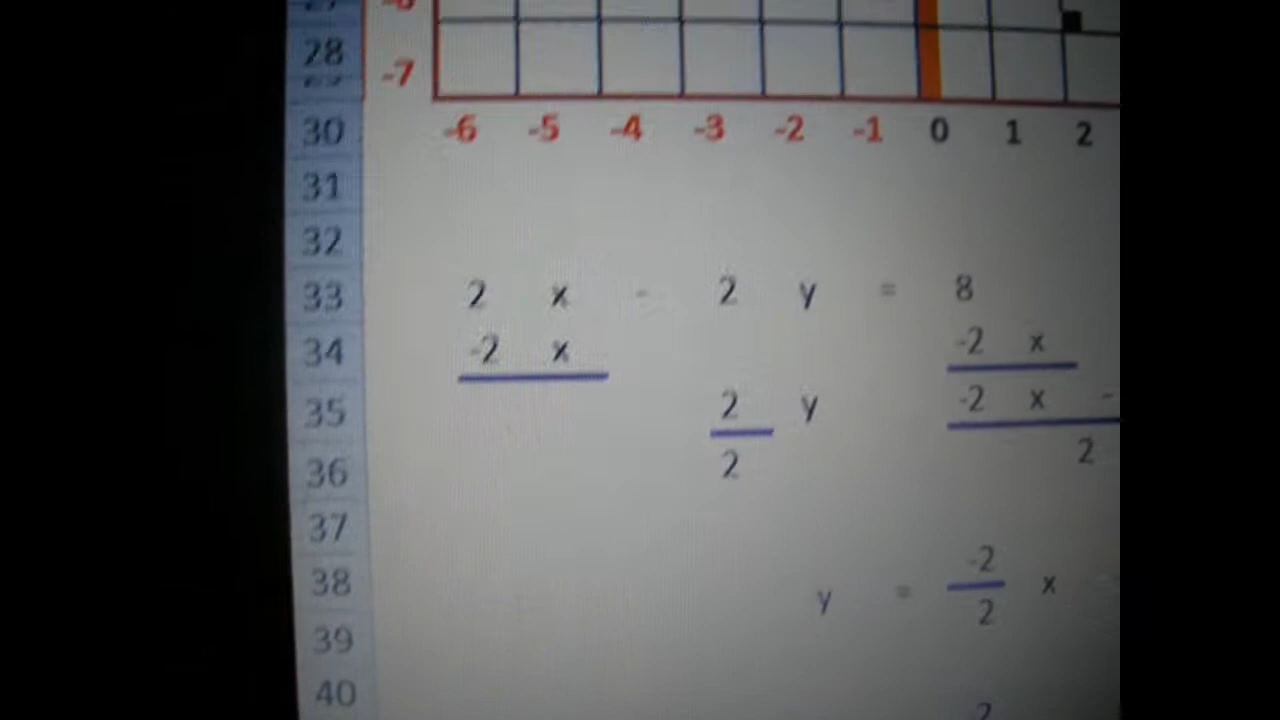 28 -7
30 -6 -5 -4 -3 -2 -1 0 1 2
31
32
33 2 x - 2 y = 8
34 -2 x -2 x
35 2 y -2 x -
36 2 2
37
38 -2
y = x
2
39
40 2